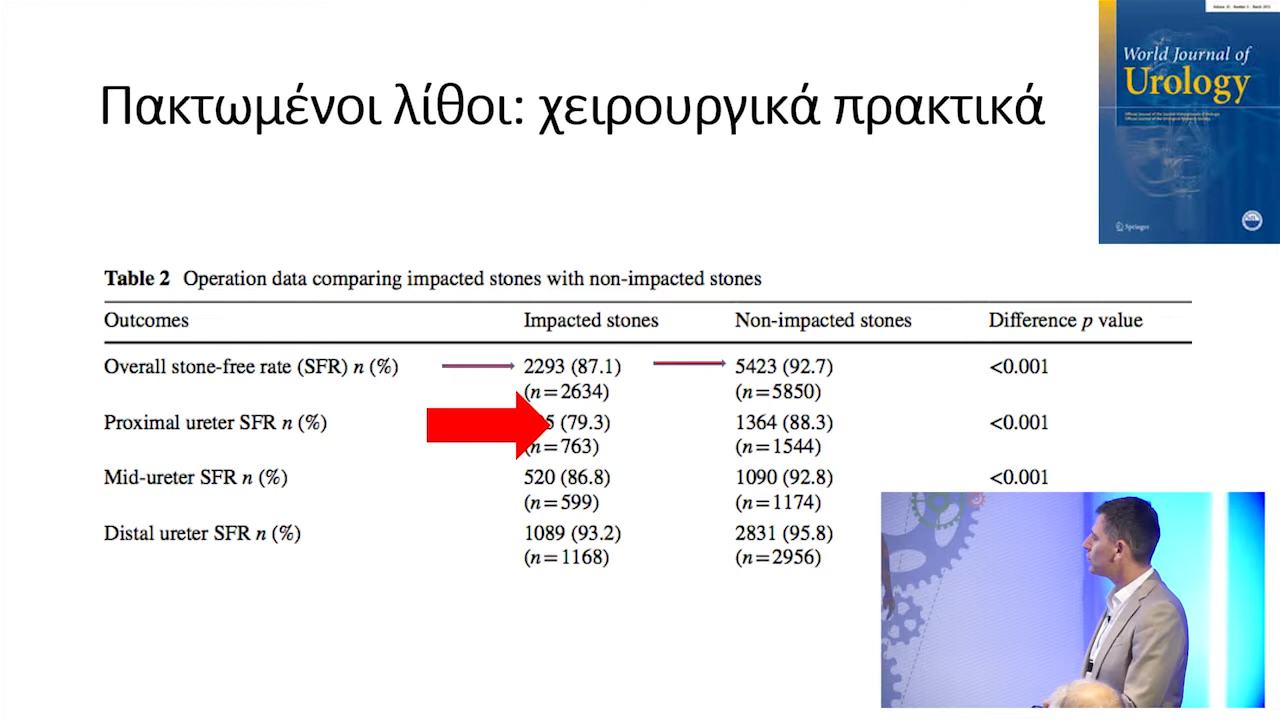 Πακτωμένοι λίθοι: χειρουργικά πρακτικά
World Journal of
Urology
Springer
Table 2 Operation data comparing impacted stones with non-impacted stones
Outcomes Impacted stones Non-impacted stones Difference p value
Overall stone-free rate (SFR) n (%) 2293 (87.1) 5423 (92.7) <0.001
(n=2634) (n=5850)
Proximal ureter SFR n (%) (79.3) 1364 (88.3) <0.001
(n=763) (n=1544)
Mid-ureter SFR n (%) 520 (86.8) 1090 (92.8) <0.001
(n=599) (n=1174)
Distal ureter SFR n (%) 1089 (93.2) 2831 (95.8)
(n=1168) (n=2956)